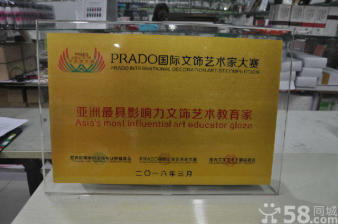 PRADO国际文饰艺术家大赛
PRADO INTERNATIONAL DECORATION ARTIST COMPETITION
亚洲最具影响力文饰艺术教育家
Asia's most influential art educator glaze
二〇一六年三月
58同城